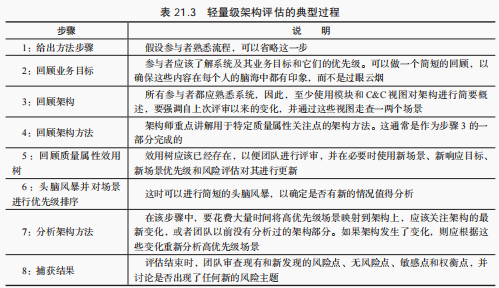 表 21.3 轻量级架构评估的典型过程
步骤 说 明
1：给出方法步骤 假设参与者熟悉流程，可以省略这一步
2：回顾业务目标 参与者应该了解系统及其业务目标和它们的优先级。可以做一个简短的回顾，以
确保这些内容在每个人的脑海中都有印象，而不是过眼云烟
3：回顾架构 所有参与者都应熟悉系统，因此，至少使用模块和 C&C 视图对架构进行简要概
述，要强调自上次评审以来的变化，并通过这些视图走查一两个场景
4：回顾架构方法 架构师重点讲解用于特定质量属性关注点的架构方法。这通常是作为步骤 3 的一
部分完成的
5：回顾质量属性效用
树
效用树应该已经存在，以便团队进行评审，并在必要时使用新场景、新响应目标、
新场景优先级和风险评估对其进行更新
6：头脑风暴并对场景
进行优先级排序
这时可以进行简短的头脑风暴，以确定是否有新的情况值得分析
7：分析架构方法 在该步骤中，要花费大量时间将高优先级场景映射到架构上，应该关注架构的最
新变化，或者团队以前没有分析过的架构部分。如果架构发生了变化，则应根据这
些变化重新分析高优先级场景
8：捕获结果 评估结束时，团队审查现有和新发现的风险点、无风险点、敏感点和权衡点，并
讨论是否出现了任何新的风险主题